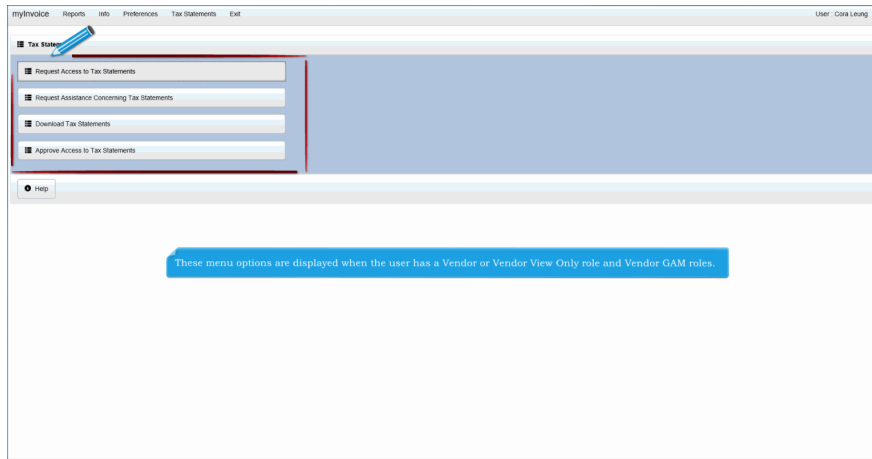 myInvoice Reports Info Preferences Tax Statements Exit User : Cora Leung
Tax Statem
Request Access to Tax Statements
Request Assistance Concerning Tax Statements
Download Tax Statements
Approve Access to Tax Statements
Help
These menu options are displayed when the user has a Vendor or Vendor View Only role and Vendor GAM roles.